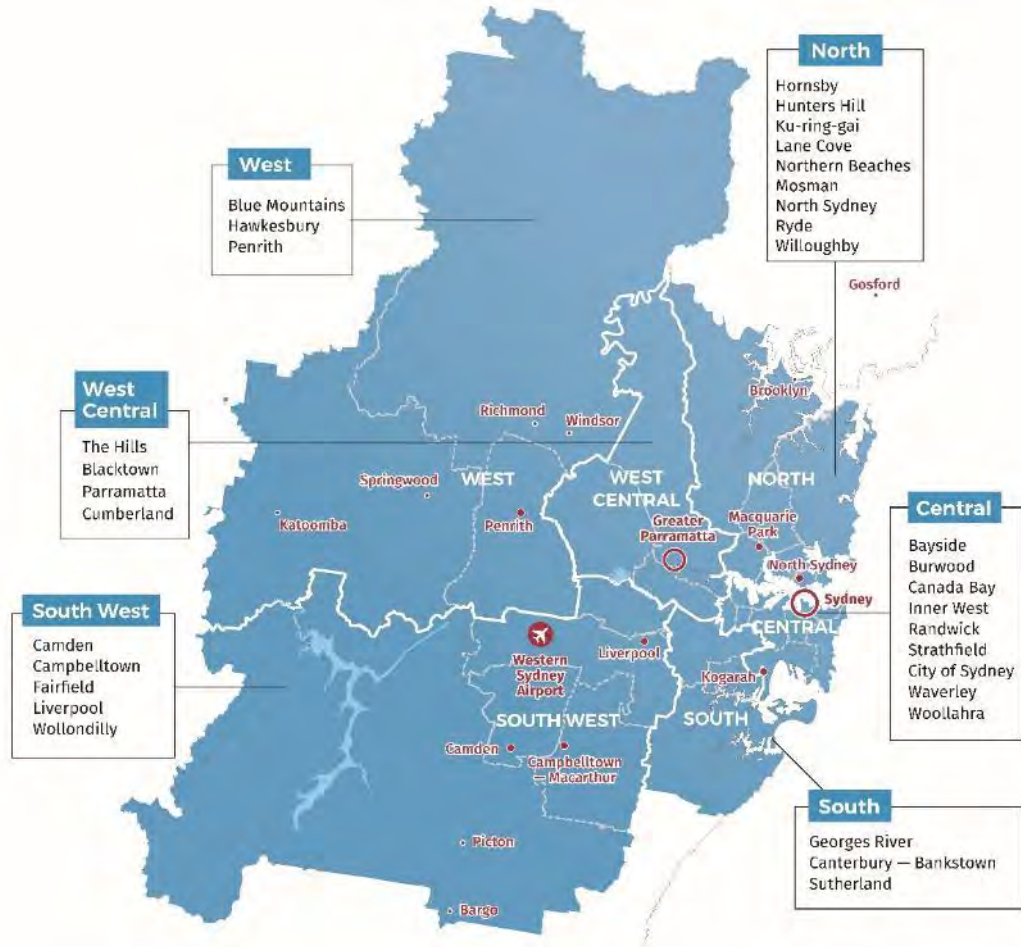 North
Hornsby
Hunters Hill
Ku-ring-gai
Lane Cove
Northern Beaches
Mosman
North Sydney
Ryde
Willoughby
West
Blue Mountains
Hawkesbury
Penrith
Gosford
West
Central
The Hills
Blacktown
Parramatta
Cumberland
Brooklyn
Richmond
Windsor
Springwood
WEST
WEST
CENTRAL
NORTH
Katoomba
Penrith
Greater
Parramatta
Macquarie
Park
North Sydney
Sydney
CENTRAL
Central
Bayside
Burwood
Canada Bay
Inner West
Randwick
Strathfield
City of Sydney
Waverley
Woollahra
South West
Camden
Campbelltown
Fairfield
Liverpool
Wollondilly
Western
Sydney
Airport
Liverpool
Kogarah
SOUTH WEST
SOUTH
Camden
Campbelltown
— Macarthur
South
Georges River
Canterbury — Bankstown
Sutherland
Picton
Bargo